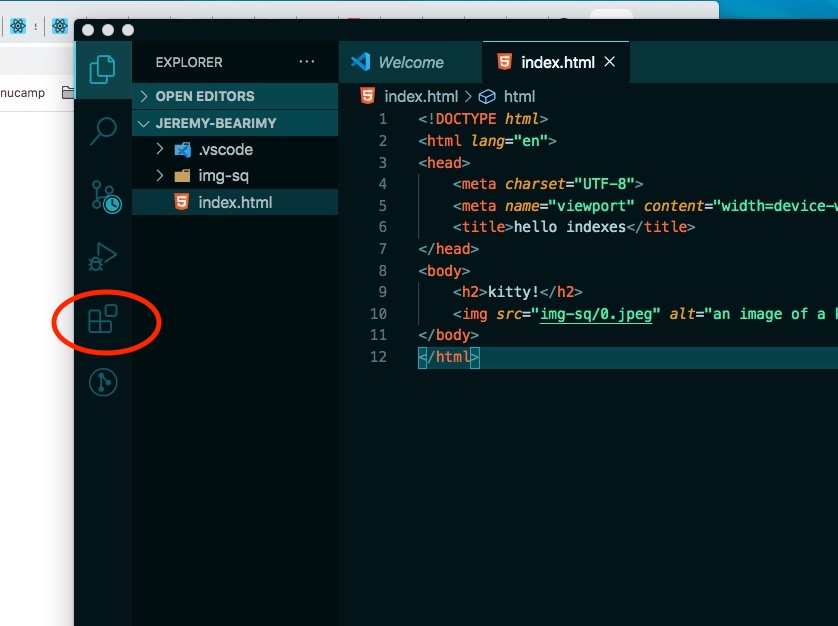 nucamp
EXPLORER ···
OPEN EDITORS
JEREMY-BEARIMY
.vscode
img-sq
index.html
Welcome
index.html
index.html > html
1 <!DOCTYPE html>
2 <html lang="en">
3 <head>
4 <meta charset="UTF-8">
5 <meta name="viewport" content="width=device-w
6 <title>hello indexes</title>
7 </head>
8 <body>
9 <h2>kitty!</h2>
10 <img src="img-sq/0.jpeg" alt="an image of a k
11 </body>
12 </html>